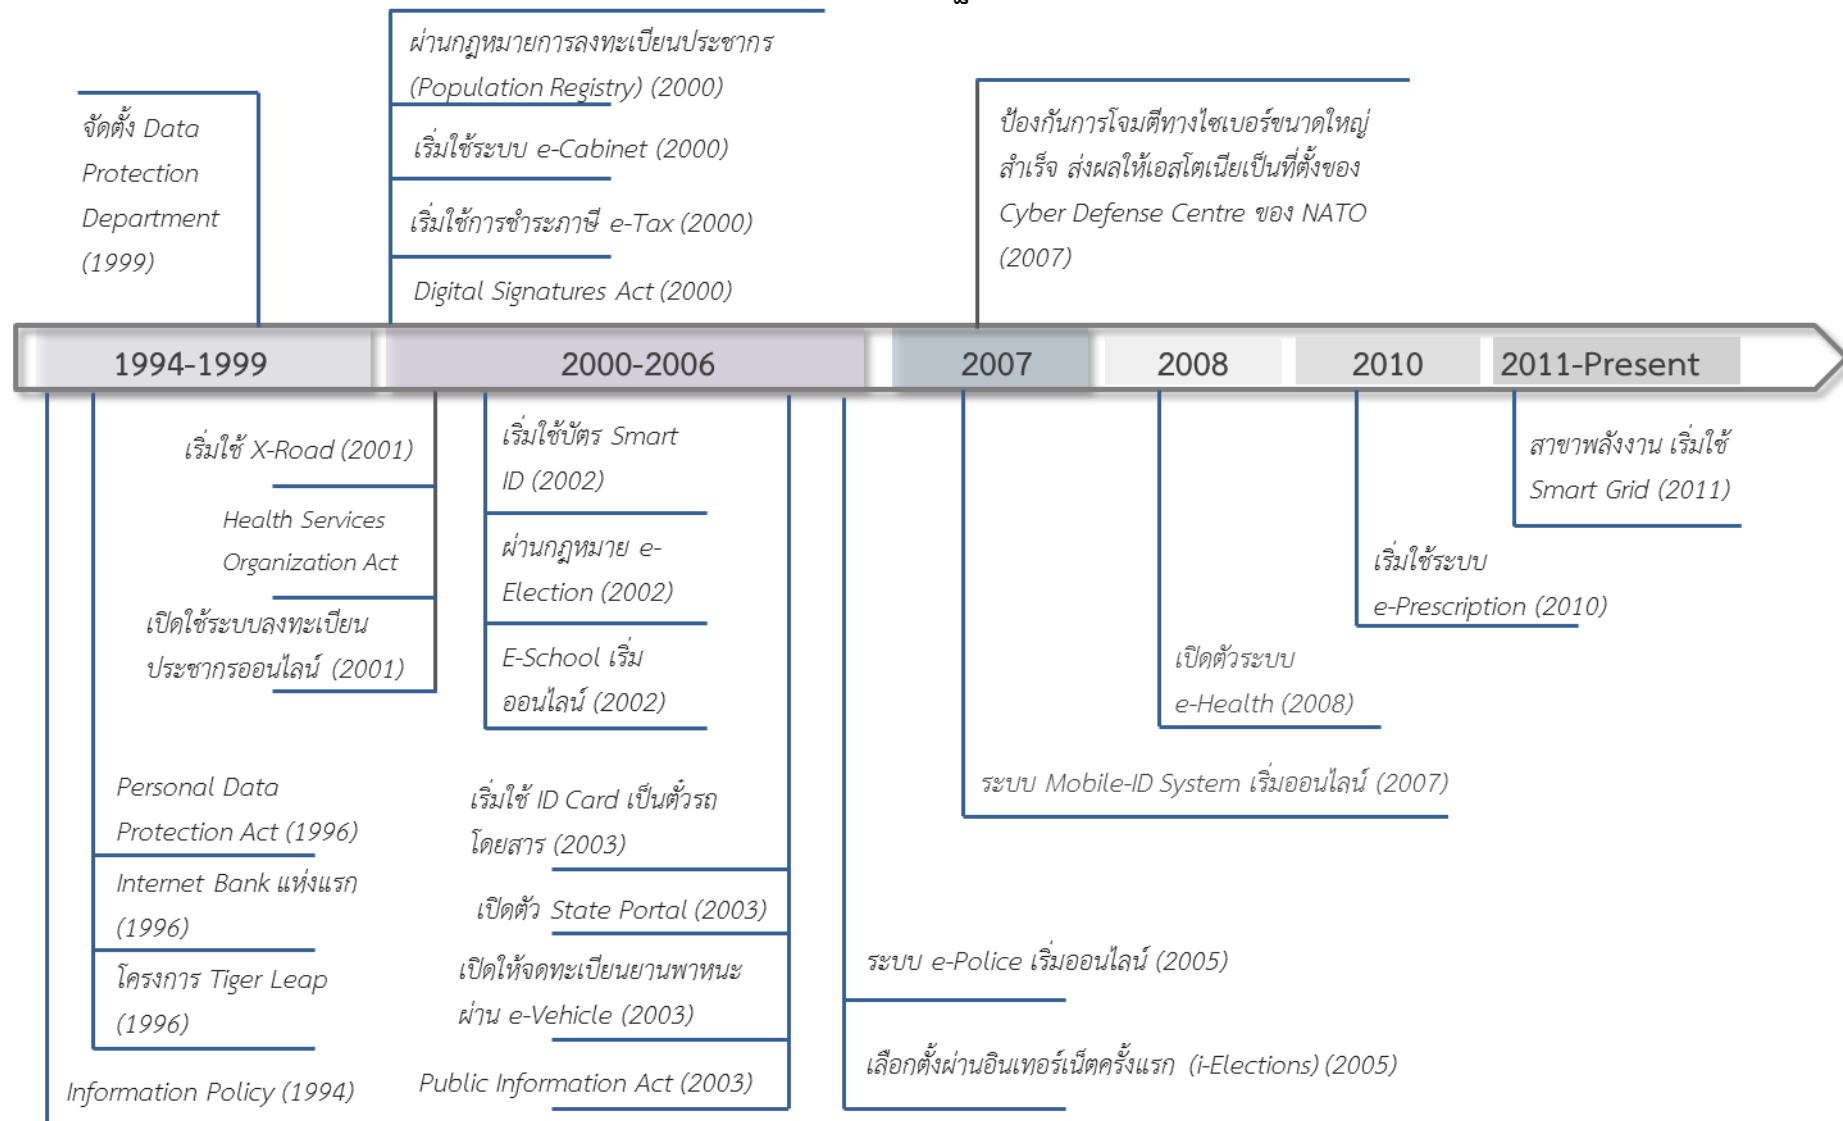 จัดตั้ง Data
Protection
Department
(1999)
ผ่านกฎหมายการลงทะเบียนประชากร
(Population Registry) (2000)
เริ่มใช้ระบบ e-Cabinet (2000)
เริ่มใช้การชำระภาษี e-Tax (2000)
Digital Signatures Act (2000)
ป้องกันการโจมตีทางไซเบอร์ขนาดใหญ่
สำเร็จ ส่งผลให้เอสโตเนียเป็นที่ตั้งของ
Cyber Defense Centre ของ NATO
(2007)
1994-1999
2000-2006
2007
2008
2010
2011-Present
เริ่มใช้ X-Road (2001)
Health Services
Organization Act
เปิดใช้ระบบลงทะเบียน
ประชากรออนไลน์ (2001)
Personal Data
Protection Act (1996)
Internet Bank แห่งแรก
(1996)
โครงการ Tiger Leap
(1996)
Information Policy (1994)
เริ่มใช้บัตร Smart
ID (2002)
ผ่านกฎหมาย e-
Election (2002)
E-School เริ่ม
ออนไลน์ (2002)
เริ่มใช้ ID Card เป็นตั๋วรถ
โดยสาร (2003)
เปิดตัว State Portal (2003)
เปิดให้จดทะเบียนยานพาหนะ
ผ่าน e-Vehicle (2003)
Public Information Act (2003)
ระบบ e-Police เริ่มออนไลน์ (2005)
เลือกตั้งผ่านอินเทอร์เน็ตครั้งแรก (i-Elections) (2005)
ระบบ Mobile-ID System เริ่มออนไลน์ (2007)
เปิดตัวระบบ
e-Health (2008)
เริ่มใช้ระบบ
e-Prescription (2010)
สาขาพลังงาน เริ่มใช้
Smart Grid (2011)